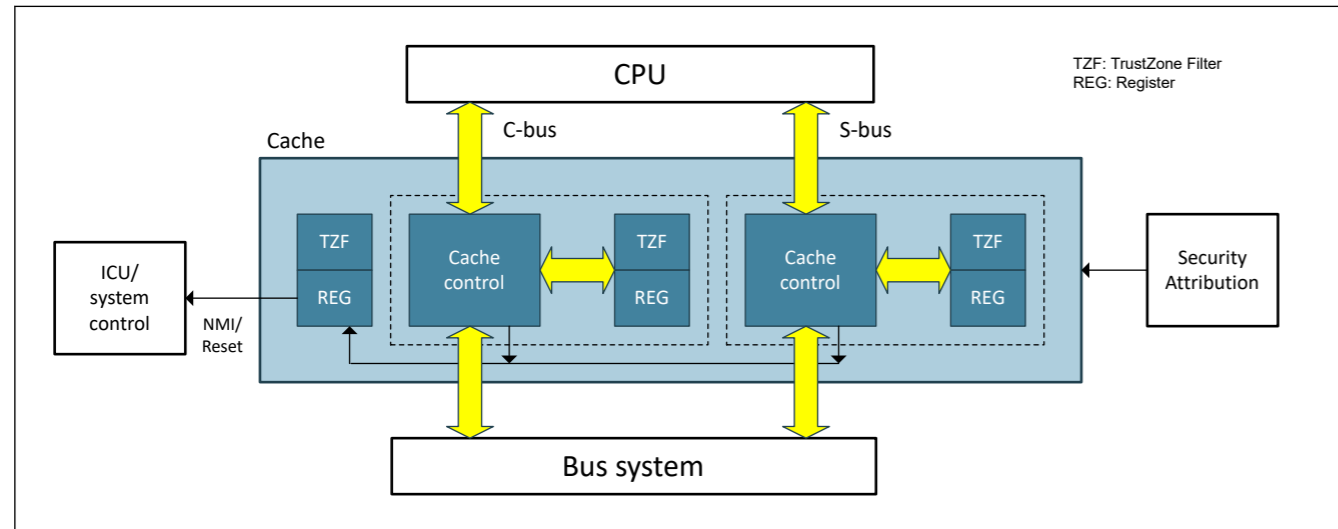 CPU
TZF: TrustZone Filter
REG: Register
C-bus
S-bus
Cache
TZF
REG
Cache
control
TZF
REG
Cache
control
TZF
REG
ICU/
system
control
NMI/
Reset
Security
Attribution
Bus system